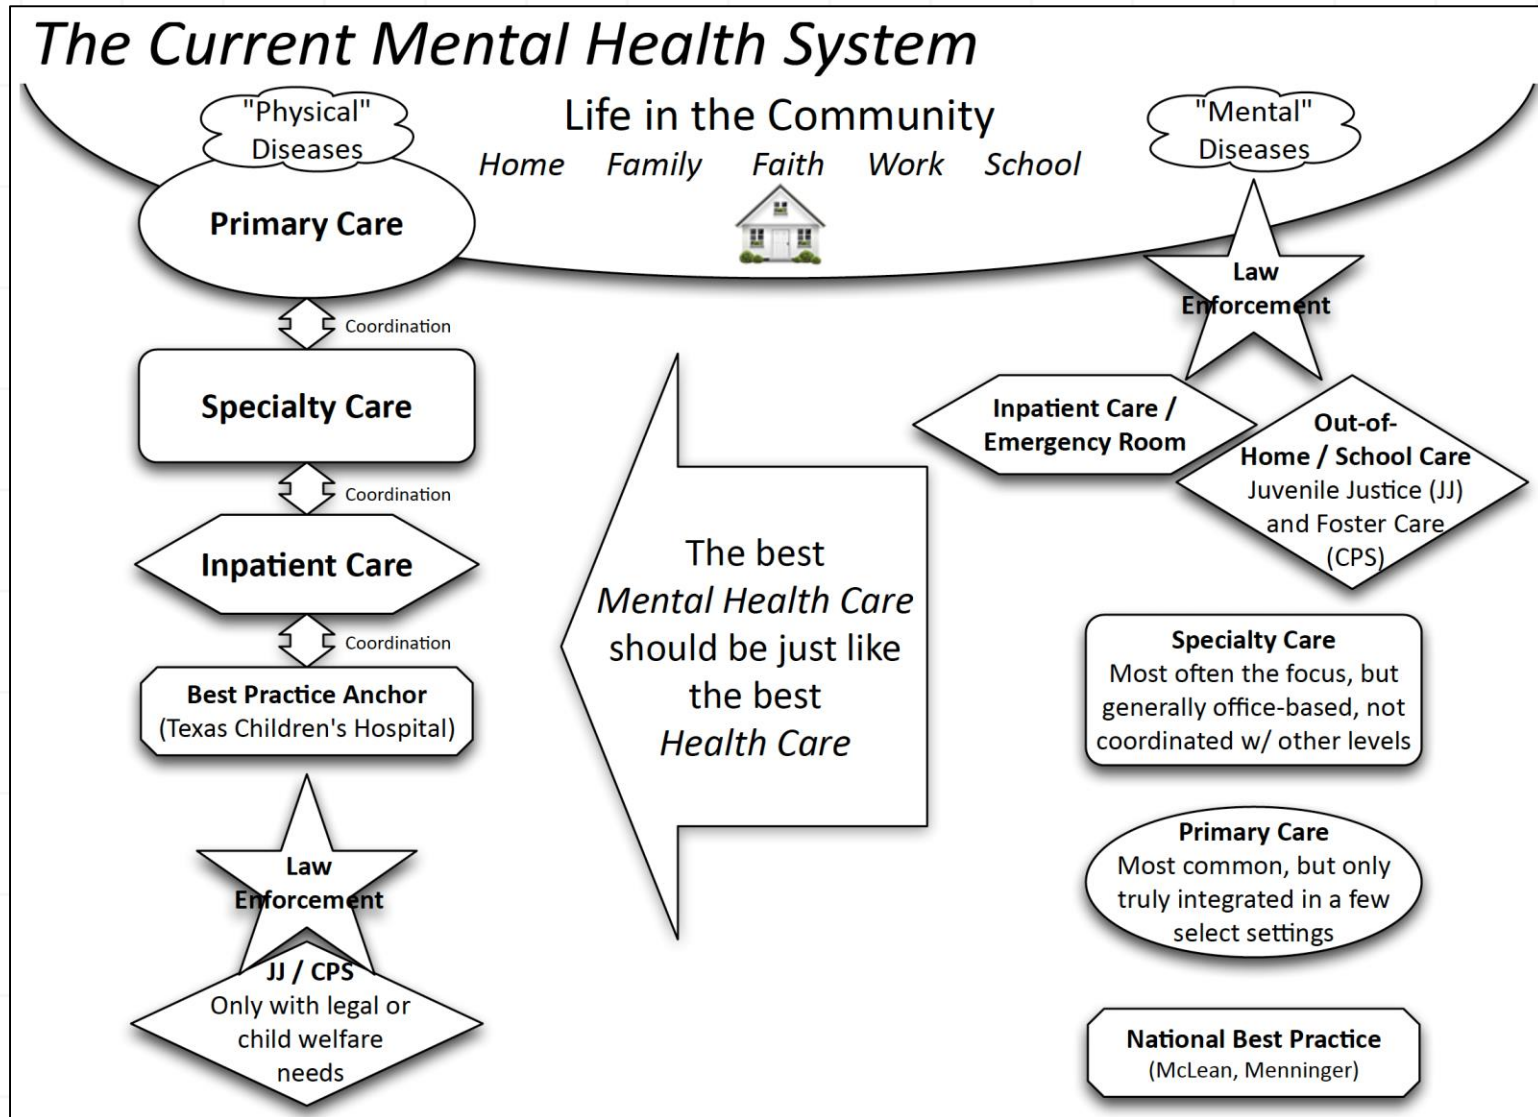 The Current Mental Health System
"Physical"
Diseases
Life in the Community
Home Family Faith Work School
"Mental"
Diseases
Primary Care
Coordination
Specialty Care
Coordination
Inpatient Care
Coordination
Best Practice Anchor
(Texas Children's Hospital)
Law
Enforcement
JJ / CPS
Only with legal or
child welfare
needs
The best
Mental Health Care
should be just like
the best
Health Care
Law
Enforcement
Inpatient Care /
Emergency Room
Out-of-
Home / School Care
Juvenile Justice (JJ)
and Foster Care
(CPS)
Specialty Care
Most often the focus, but
generally office-based, not
coordinated w/ other levels
Primary Care
Most common, but only
truly integrated in a few
select settings
National Best Practice
(McLean, Menninger)